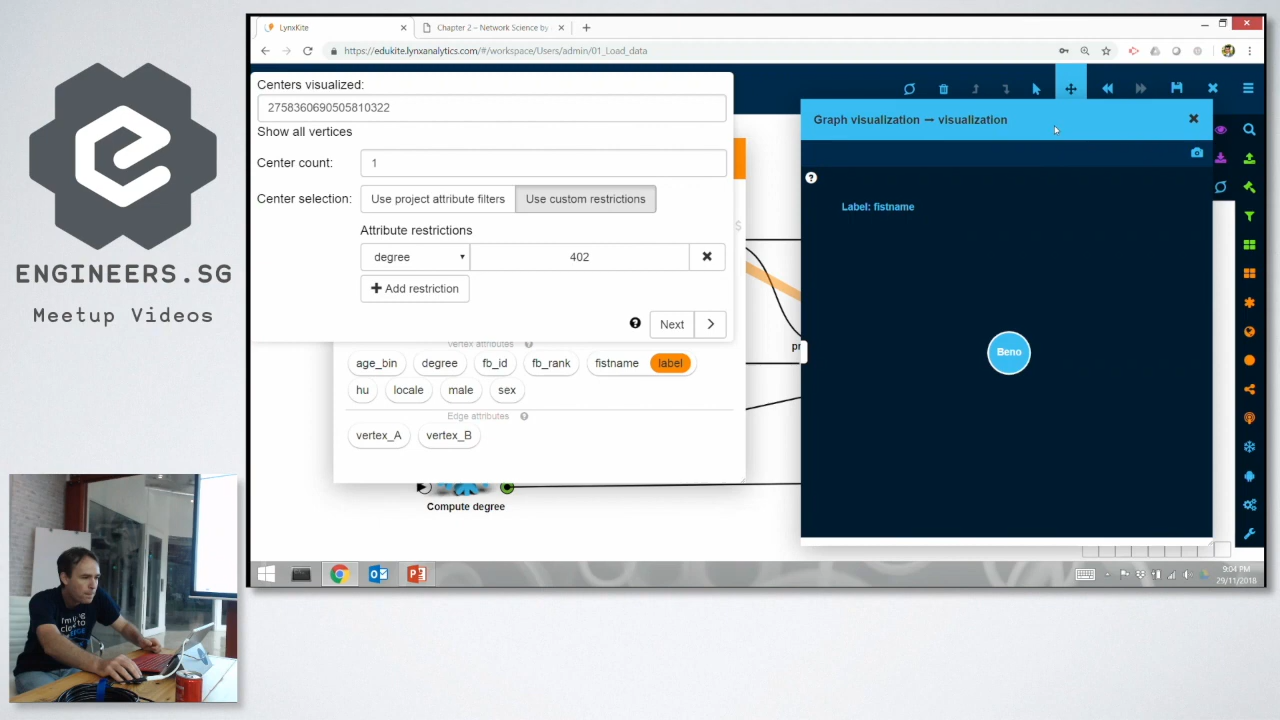 ENGINEERS.SG
Meetup Videos
LynxKite
Chapter 2 – Network Science by
https://edukite.lynxanalytics.com/#/workspace/Users/admin/01_Load_data
Centers visualized:
2758360690505810322
Show all vertices
Center count:
1
Center selection:
Use project attribute filters
Use custom restrictions
Attribute restrictions
degree
402
Add restriction
Next
Vertex attributes
age_bin
degree
fb_id
fb_rank
fistname
label
hu
locale
male
sex
Edge attributes
vertex_A
vertex_B
Compute degree
pr
Graph visualization → visualization
Label: fistname
Beno
9:04 PM
29/11/2018